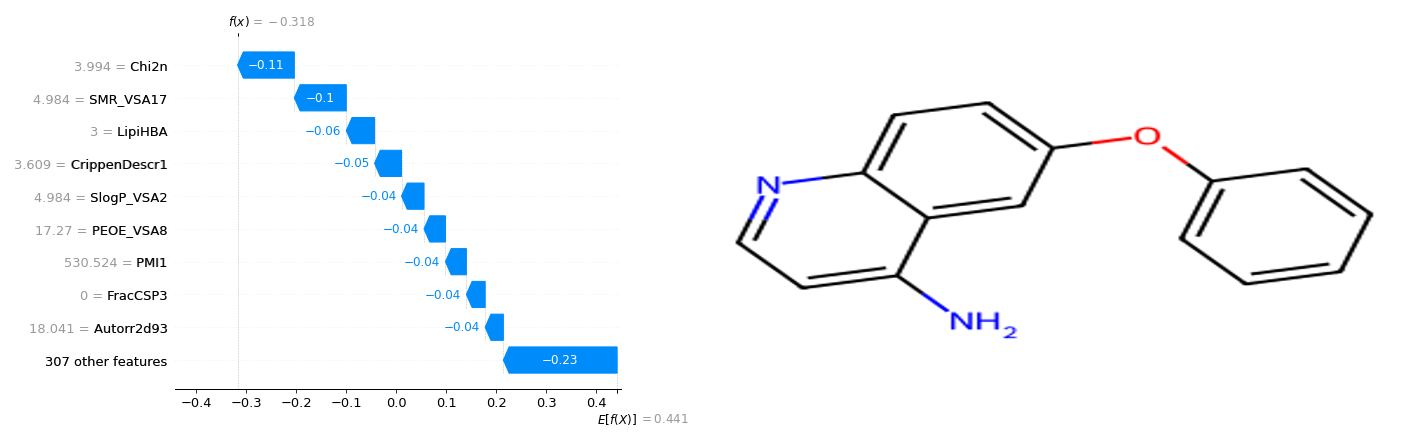 f(x) = −0.318
3.994 = Chi2n −0.11
4.984 = SMR_VSA17 −0.1
3 = LipiHBA −0.06
3.609 = CrippenDescr1 −0.05
4.984 = SlogP_VSA2 −0.04
17.27 = PEOE_VSA8 −0.04
530.524 = PMI1 −0.04
0 = FracCSP3 −0.04
18.041 = Autorr2d93 −0.04
307 other features −0.23
−0.4 −0.3 −0.2 −0.1 0.0 0.1 0.2 0.3 0.4
E[f(X)] = 0.441
O
N
NH2